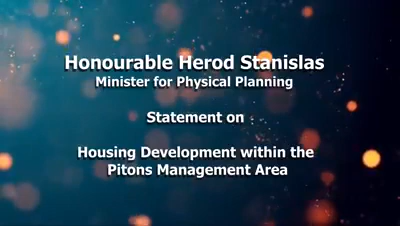 Honourable Herod Stanislas
Minister for Physical Planning
Statement on
Housing Development within the
Pitons Management Area